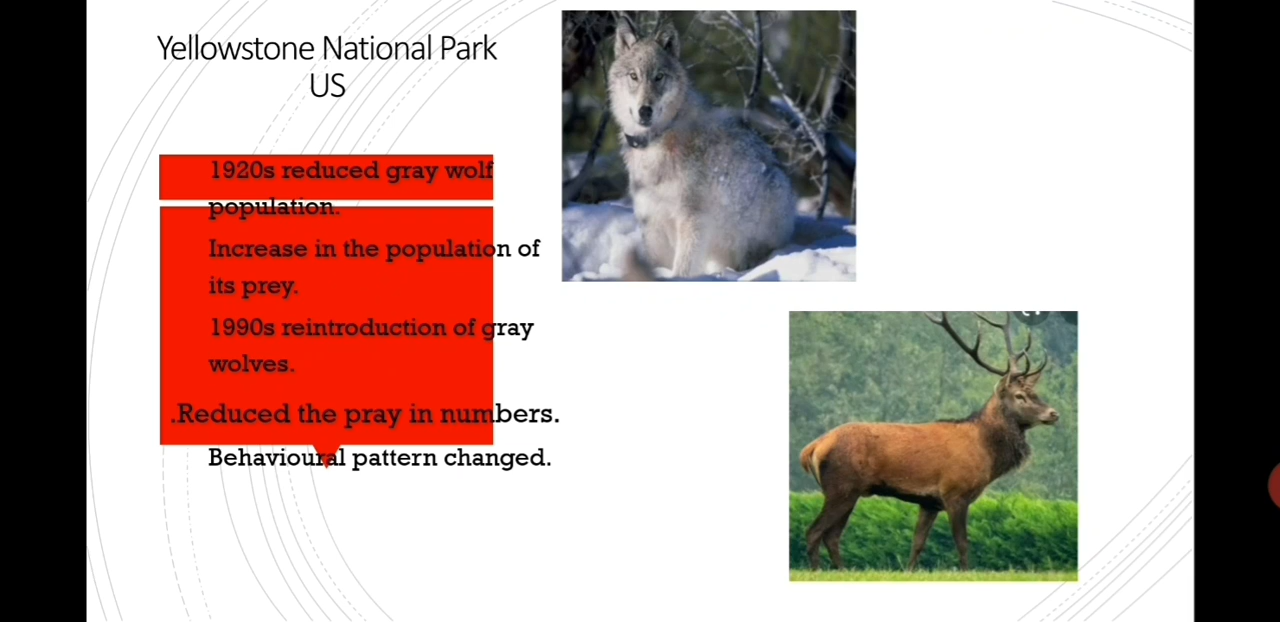 Yellowstone National Park
US
1920s reduced gray wolf
population.
Increase in the population of
its prey.
1990s reintroduction of gray
wolves.
.Reduced the pray in numbers.
Behavioural pattern changed.